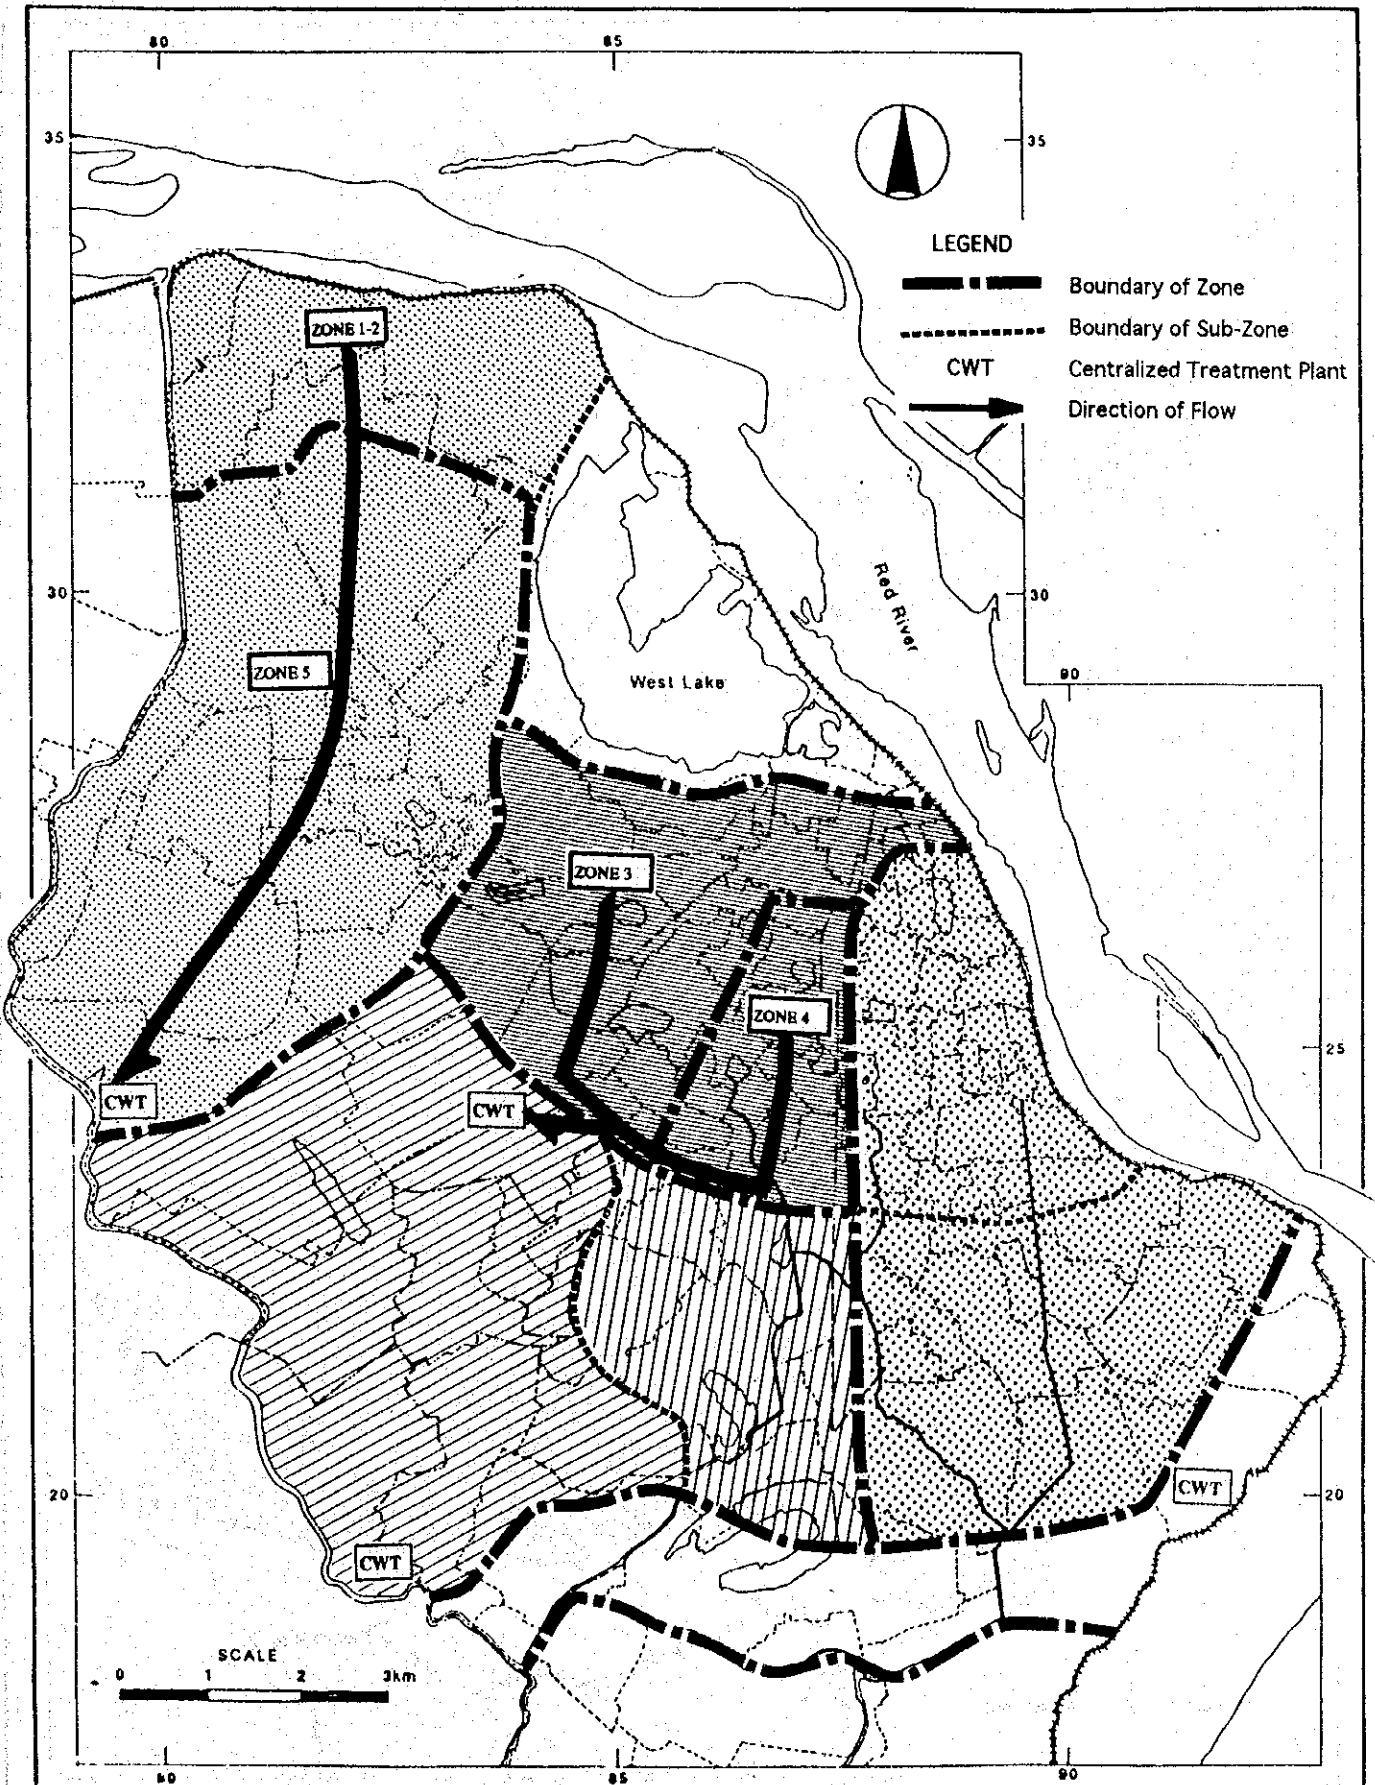 80
85
35
35
LEGEND
Boundary of Zone
Boundary of Sub-Zone
CWT Centralized Treatment Plant
Direction of Flow
ZONE 1-2
30
30
Red River
ZONE 5
West Lake
90
ZONE 3
ZONE 4
25
CWT
CWT
20
CWT
20
CWT
SCALE
0 1 2 3km
80
85
90